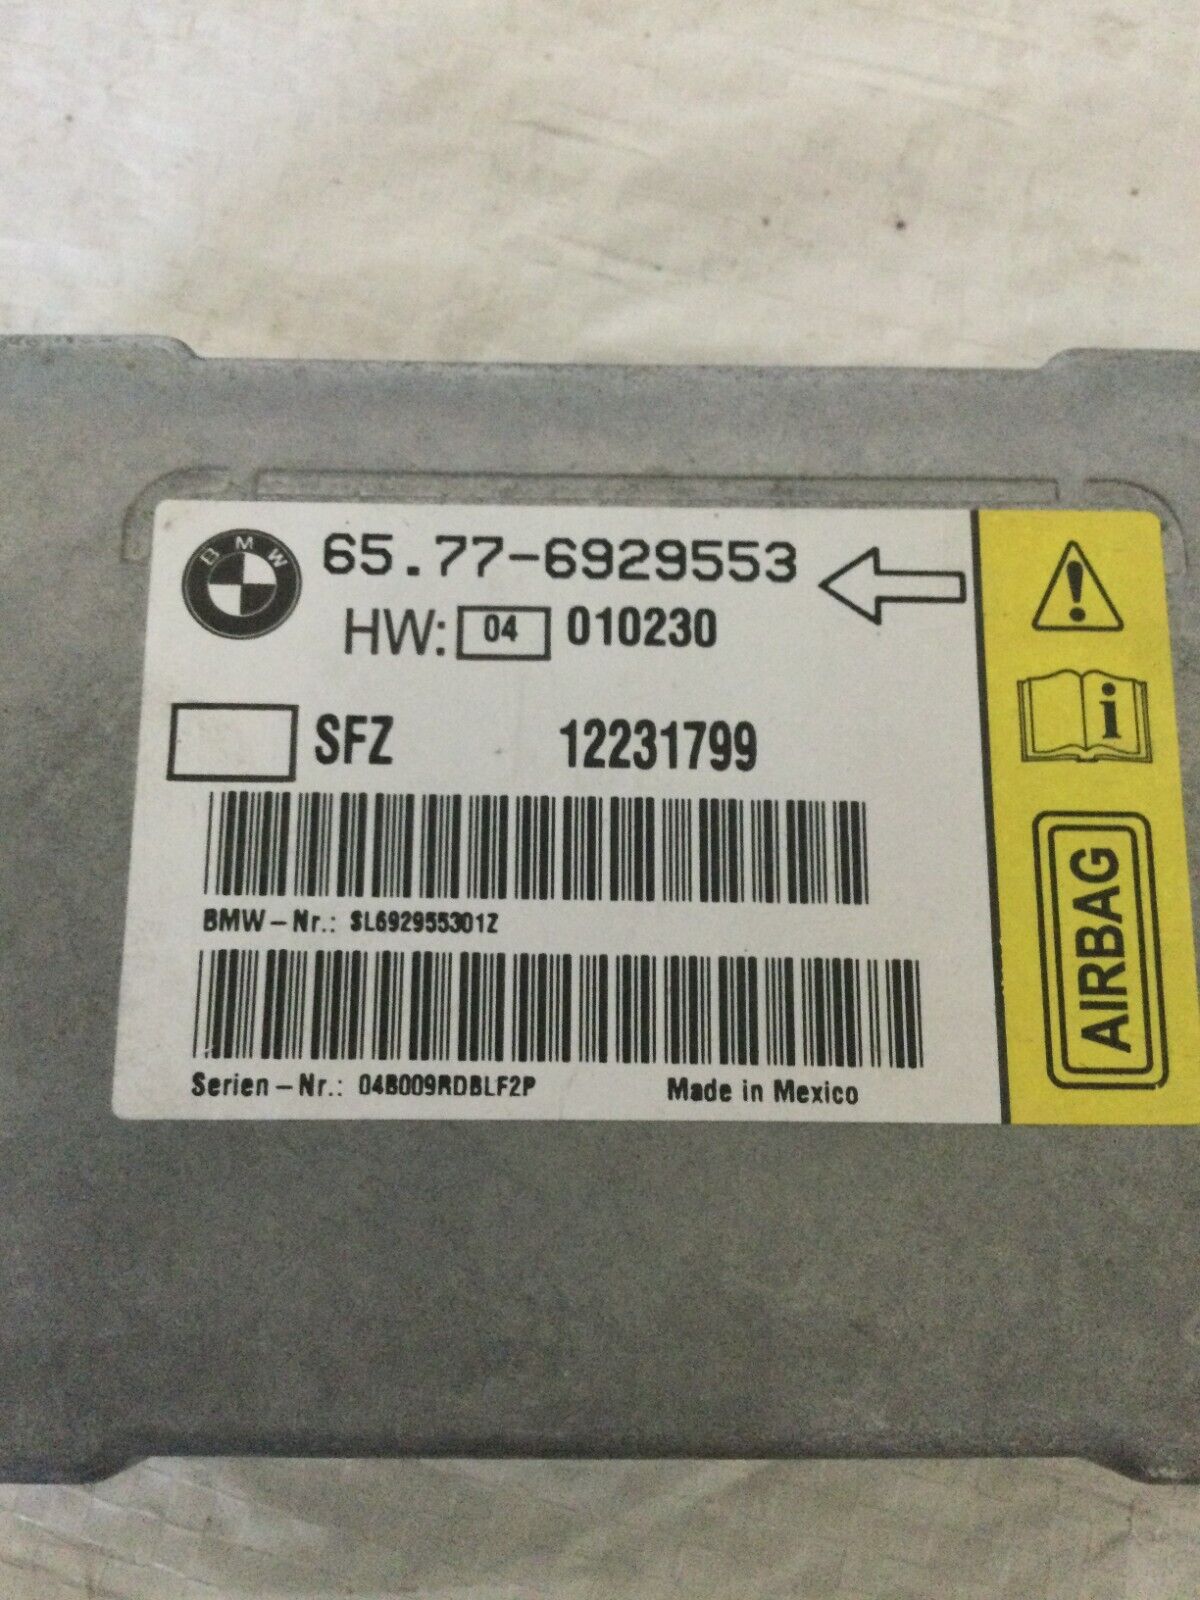 BMW
65.77-6929553
HW: 04 010230
SFZ 12231799
BMW-Nr.: SL692955301Z
Serien-Nr.: 04B009RDBLF2P Made in Mexico
i
AIRBAG